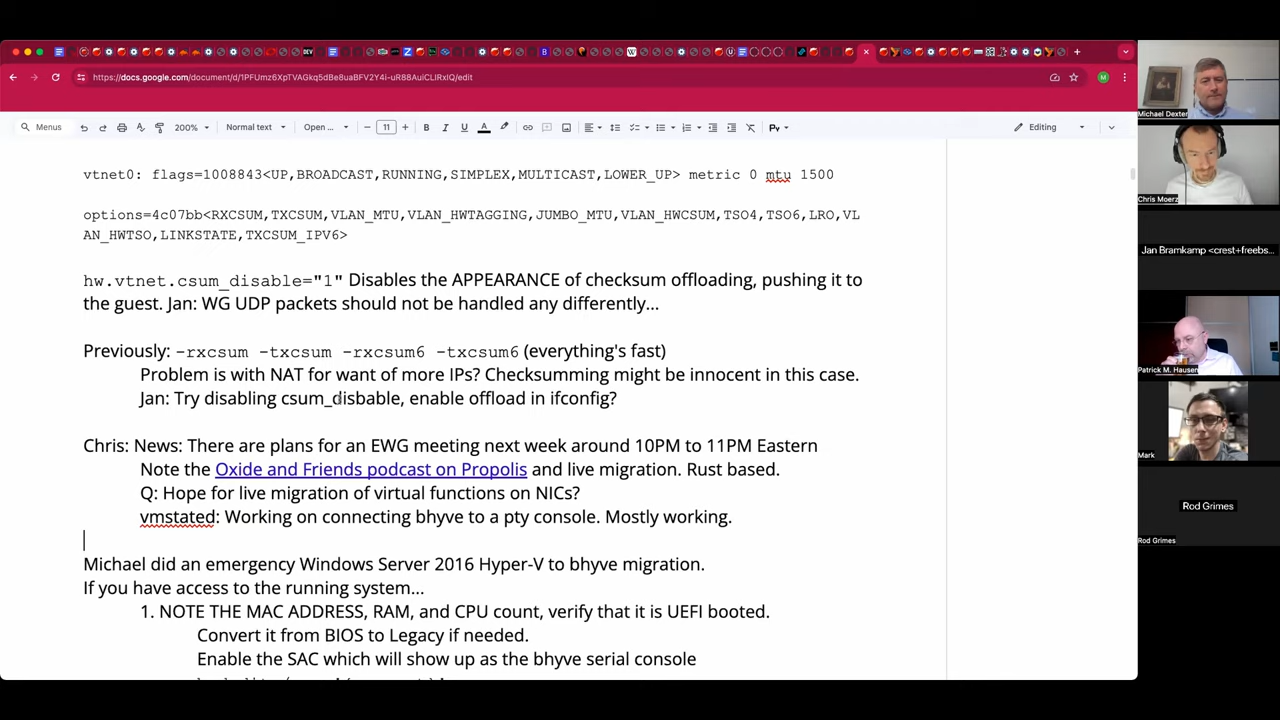 https://docs.google.com/document/d/1PFUmz6XpTVAGkq5dBe8uaBFV2Y4i-uR88AuiCLIRxIQ/edit
Menus
200%
Normal text
Open ...
11
Editing
vtnet0: flags=1008843<UP,BROADCAST,RUNNING,SIMPLEX,MULTICAST,LOWER_UP> metric 0 mtu 1500
options=4c07bb<RXCSUM,TXCSUM,VLAN_MTU,VLAN_HWTAGGING,JUMBO_MTU,VLAN_HWCSUM,TSO4,TSO6,LRO,VL
AN_HWTSO,LINKSTATE,TXCSUM_IPV6>
hw.vtnet.csum_disable="1" Disables the APPEARANCE of checksum offloading, pushing it to
the guest. Jan: WG UDP packets should not be handled any differently...
Previously: -rxcsum -txcsum -rxcsum6 -txcsum6 (everything's fast)
Problem is with NAT for want of more IPs? Checksumming might be innocent in this case.
Jan: Try disabling csum_disbable, enable offload in ifconfig?
Chris: News: There are plans for an EWG meeting next week around 10PM to 11PM Eastern
Note the Oxide and Friends podcast on Propolis and live migration. Rust based.
Q: Hope for live migration of virtual functions on NICs?
vmstated: Working on connecting bhyve to a pty console. Mostly working.
Michael did an emergency Windows Server 2016 Hyper-V to bhyve migration.
If you have access to the running system...
1. NOTE THE MAC ADDRESS, RAM, and CPU count, verify that it is UEFI booted.
Convert it from BIOS to Legacy if needed.
Enable the SAC which will show up as the bhyve serial console
Michael Dexter
Chris Moerz
Jan Bramkamp <crest+freebs...
Patrick M. Hausen
Mark
Rod Grimes
Rod Grimes